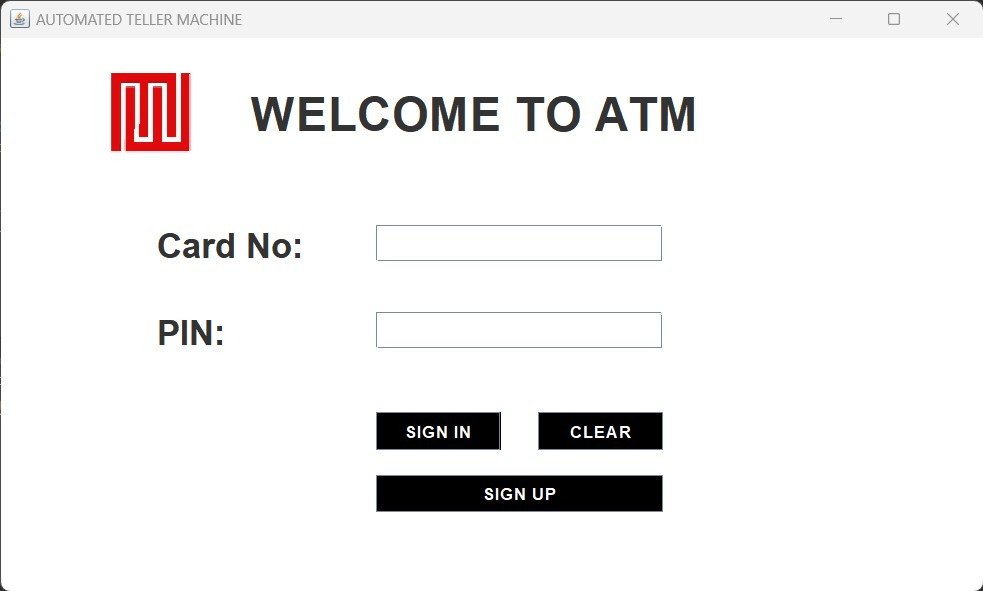 AUTOMATED TELLER MACHINE
WELCOME TO ATM
Card No:
PIN:
SIGN IN CLEAR
SIGN UP